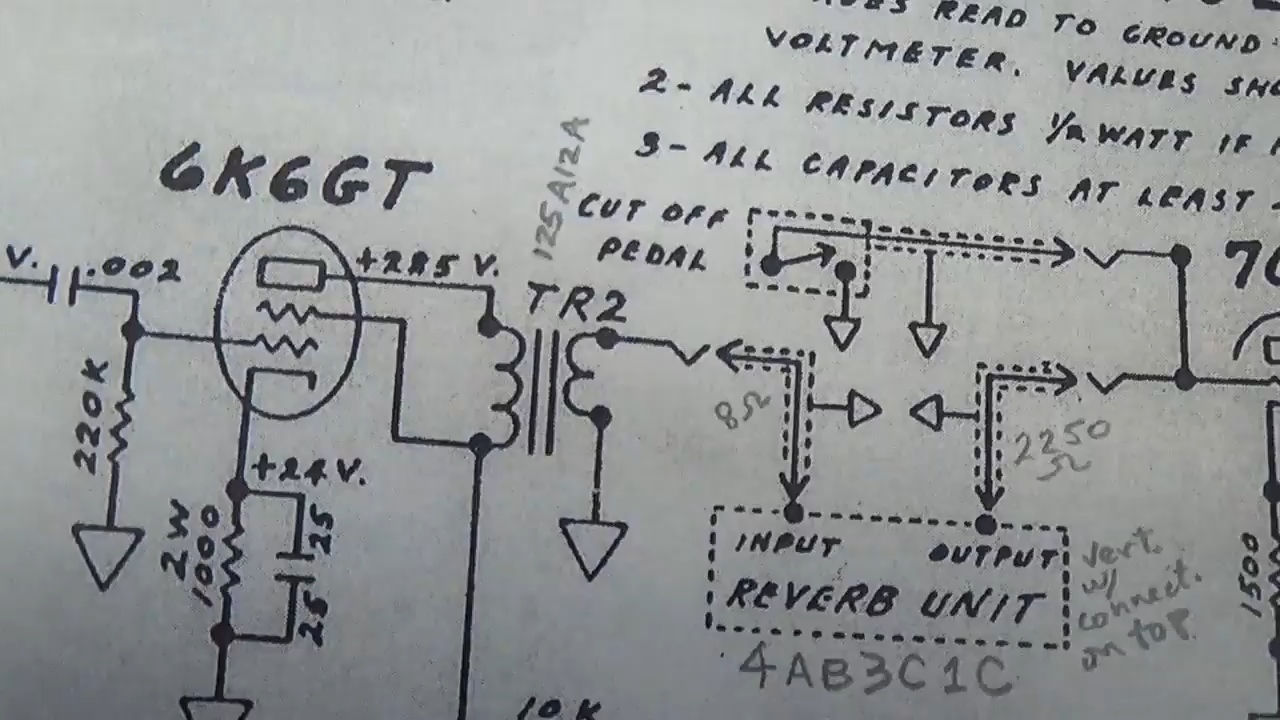 READ TO GROUND
VOLTMETER. VALUES
2- ALL RESISTORS 1/2 WATT IF
3- ALL CAPACITORS AT LEAST
6K6GT
125A12A
CUT OFF
PEDAL
V.
.002
+285 V.
TR2
220K
8Ω
2250
Ω
+24 V.
2W
1000
25
25
INPUT
OUTPUT
REVERB UNIT
vert.
w/
connect.
on top.
4AB3C1C
1500
10K